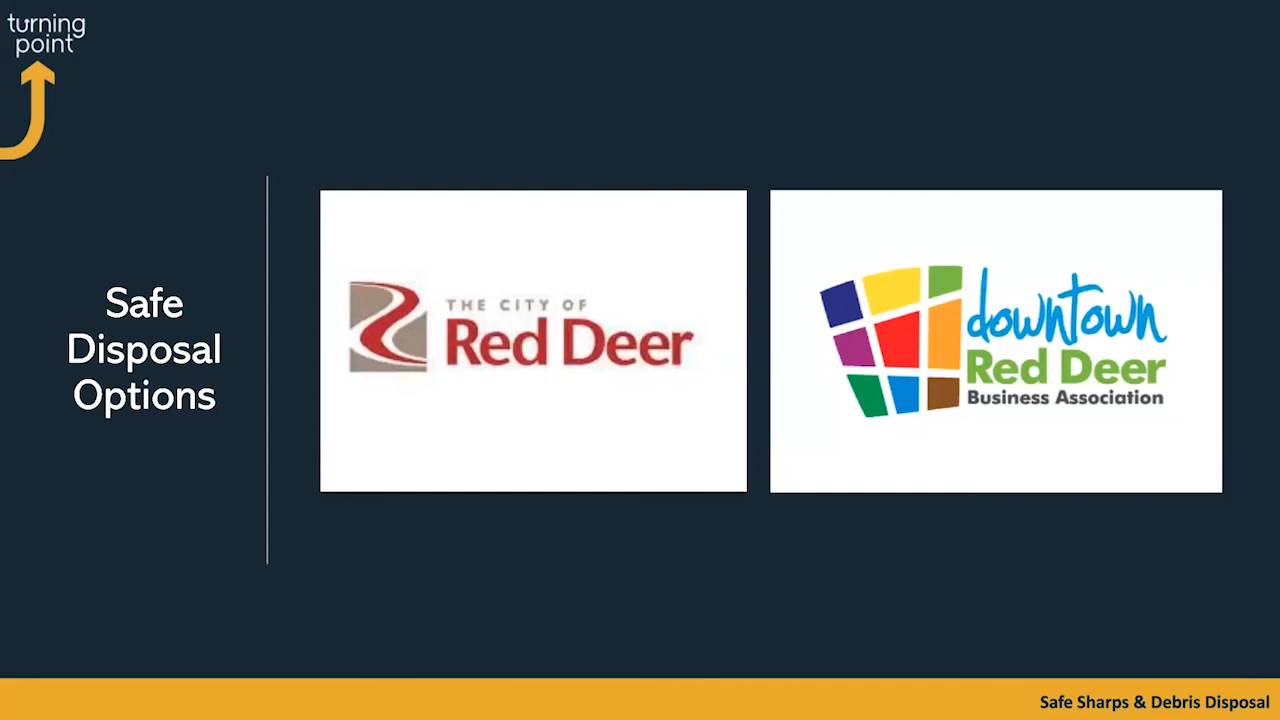 turning
point
Safe
Disposal
Options
THE CITY OF
Red Deer
downtown
Red Deer
Business Association
Safe Sharps & Debris Disposal